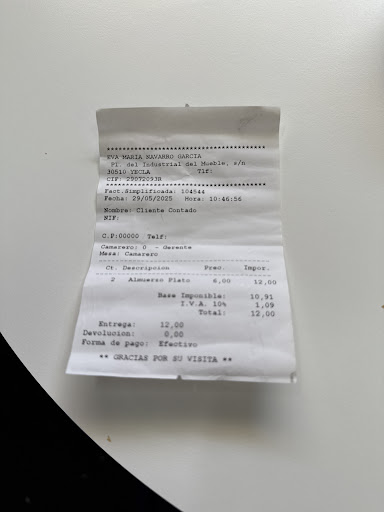 ****************************************
EVA MARIA NAVARRO GARCIA
Pl. del Industrial del Mueble, s/n
30510 YECLA Tlf:
CIF: 29072093B
****************************************
Fact.Simplificada: 104944
Fecha: 29/05/2025 Hora: 10:46:56
Nombre: Cliente Contado
NIF:
C.P:00000 Telf:
Camarero: 0 - Gerente
Mesa: Camarero
Ct. Descripcion Pred. Impor.
2 Almuerzo Plato 6,00 12,00
Base Imponible: 10,91
I.V.A. 10% 1,09
Total: 12,00
Entrega: 12,00
Devolucion: 0,00
Forma de pago: Efectivo
** GRACIAS POR SU VISITA **